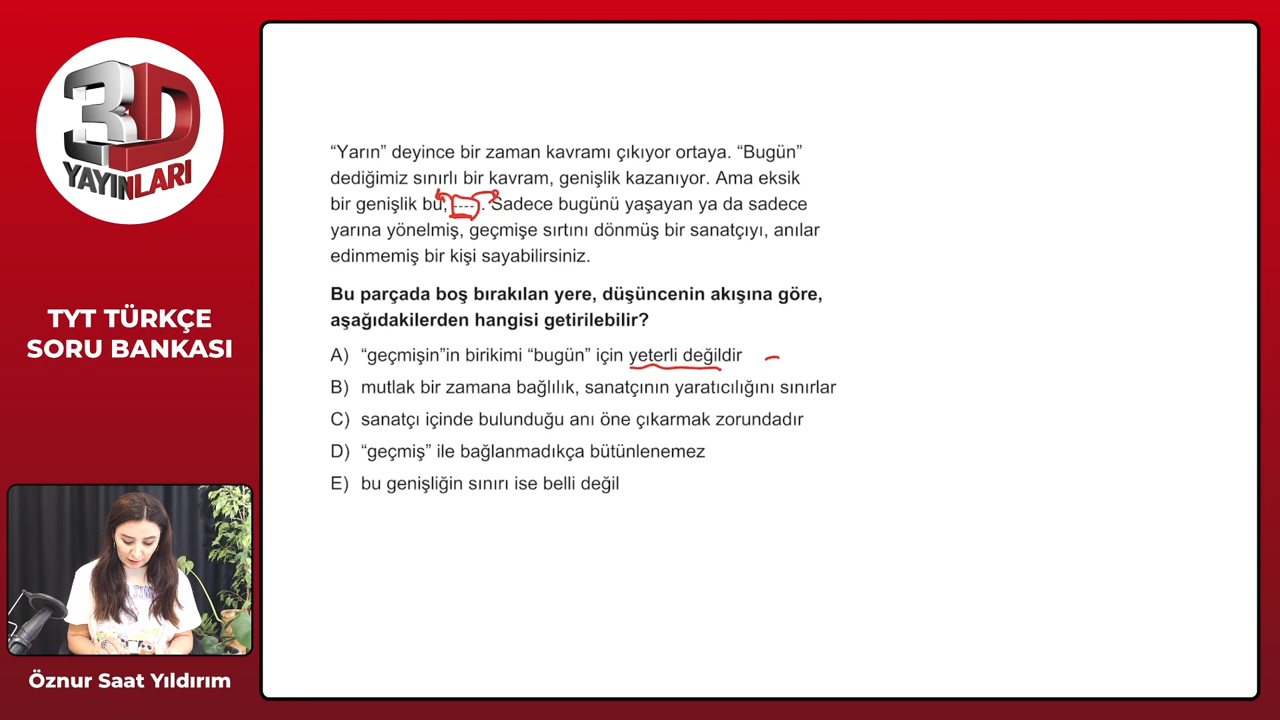 3D
YAYINLARI
TYT TÜRKÇE
SORU BANKASI
Öznur Saat Yıldırım
“Yarın” deyince bir zaman kavramı çıkıyor ortaya. “Bugün”
dediğimiz sınırlı bir kavram, genişlik kazanıyor. Ama eksik
bir genişlik bu, ----. Sadece bugünü yaşayan ya da sadece
yarına yönelmiş, geçmişe sırtını dönmüş bir sanatçıyı, anılar
edinmemiş bir kişi sayabilirsiniz.
Bu parçada boş bırakılan yere, düşüncenin akışına göre,
aşağıdakilerden hangisi getirilebilir?
A) “geçmişin”in birikimi “bugün” için yeterli değildir
B) mutlak bir zamana bağlılık, sanatçının yaratıcılığını sınırlar
C) sanatçı içinde bulunduğu anı öne çıkarmak zorundadır
D) “geçmiş” ile bağlanmadıkça bütünlenemez
E) bu genişliğin sınırı ise belli değil